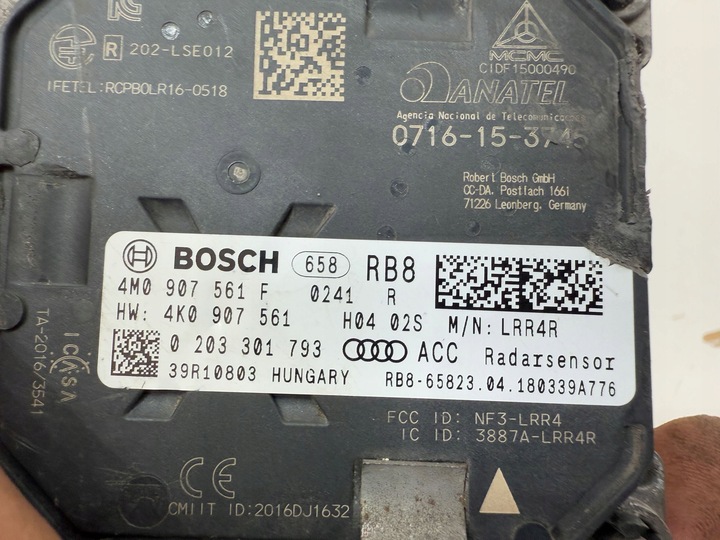 R 202-LSE012
IFETEL:RCPBOLR16-0518
MCMC
CIDF15000490
ANATEL
Agencia Nacional de Telecomunicac
0716-15-3745
Robert Bosch GmbH
CC-DA, Postfach 1661
71226 Leonberg, Germany
BOSCH 658 RB8
4M0 907 561 F 0241 R
HW: 4K0 907 561 H04 02S M/N: LRR4R
0 203 301 793 ACC Radarsensor
39R10803 HUNGARY RB8-65823.04.180339A776
ICASA
TA-2016/3541
FCC ID: NF3-LRR4
IC ID: 3887A-LRR4R
CE
CMIIT ID:2016DJ1632